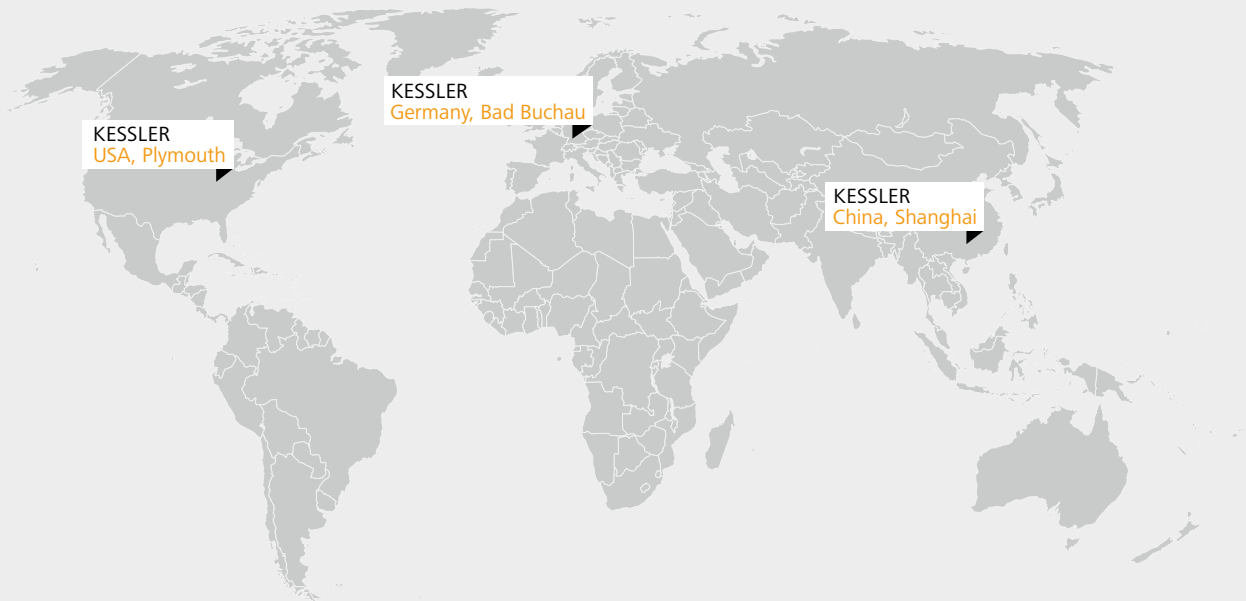 KESSLER
Germany, Bad Buchau
KESSLER
USA, Plymouth
KESSLER
China, Shanghai